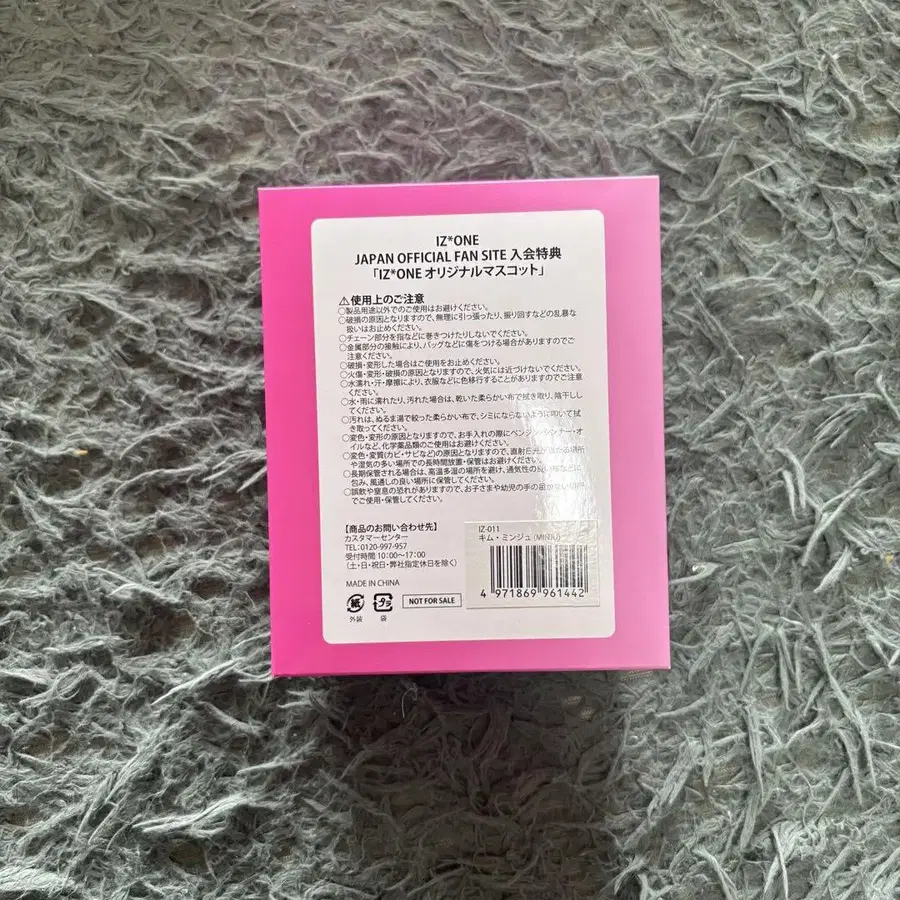 IZ*ONE
JAPAN OFFICIAL FAN SITE 入会特典
「IZ*ONE オリジナルマスコット」
⚠使用上のご注意
○製品用途以外でのご使用はお避けください。
○破損の原因となりますので、無理に引っ張ったり、振り回すなどの乱暴な
扱いはお止めください。
○チェーン部分を指などに巻きつけたりしないでください。
○金属部分の接触により、バッグなどに傷をつける場合がありますのでご
注意ください。
○破損・変形した場合はご使用をお止めください。
○火傷・変形・破損の原因となりますので、火気には近づけないでください。
○水濡れ・汗・摩擦により、衣服などに色移行することがありますのでご注意
ください。
○水・雨に濡れたり、汚れた場合は、乾いた柔らかい布で拭き取り、陰干しし
てください。
○汚れは、ぬるま湯で絞った柔らかい布で、シミにならないように叩いて拭
き取ってください。
○変色・変形の原因となりますので、お手入れの際にベンジン・シンナー・オ
イルなど、化学薬品類のご使用はお避けください。
○変色・変質(カビ・サビなど)の原因となりますので、直射日光が当たる場所
や湿気の多い場所での長時間放置・保管はお避けください。
○長期保管される場合は、高温多湿の場所を避け、通気性の良い布などに
包み、風通しの良い場所に保管してください。
○誤飲や窒息の恐れがありますので、お子さまや幼児の手の届かない場所
でご使用・保管してください。
【商品のお問い合わせ先】
カスタマーセンター
TEL:0120-997-957
受付時間 10:00～17:00
(土・日・祝日・弊社指定休日を除く)
MADE IN CHINA
紙 プラ NOT FOR SALE
外装 袋
IZ-011
キム・ミンジュ(MINJU)
4 971869 961442